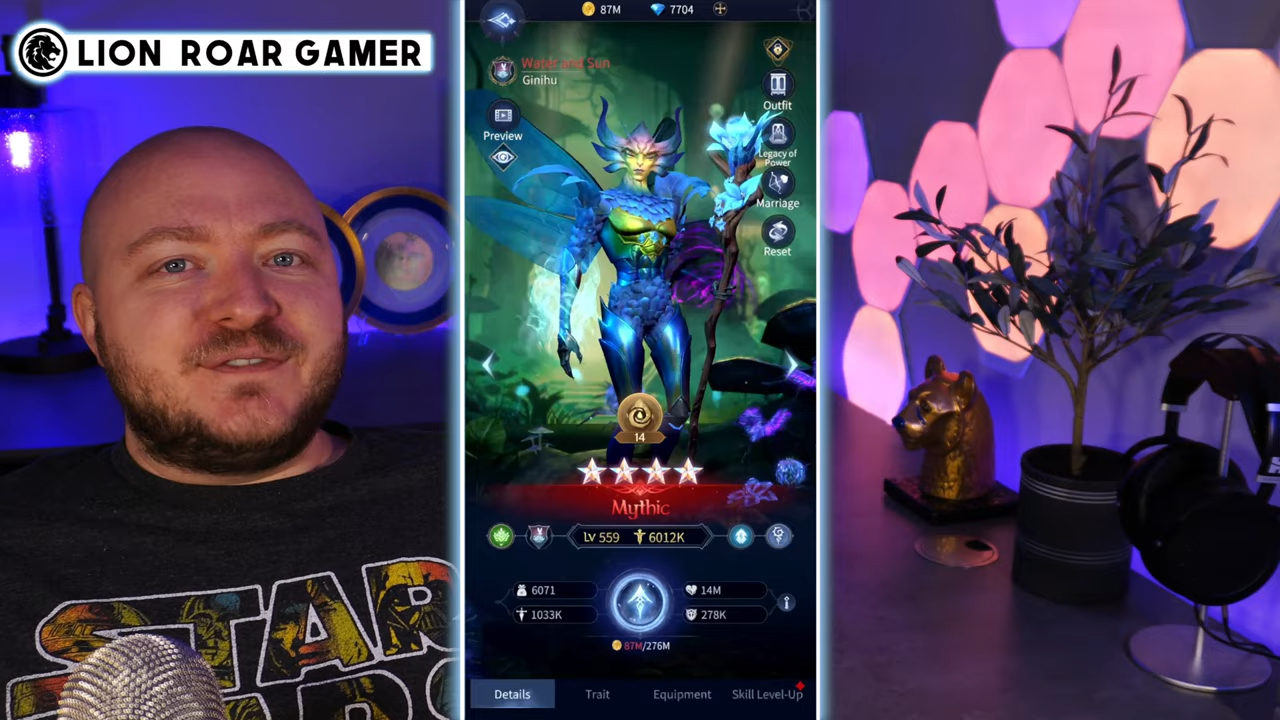 LION ROAR GAMER
87M
7704
Water and Sun
Ginihu
Preview
Outfit
Legacy of
Power
Marriage
Reset
14
Mythic
Lv 559
6012K
6071
14M
1033K
278K
87M/276M
Details
Trait
Equipment
Skill Level-Up
STAR